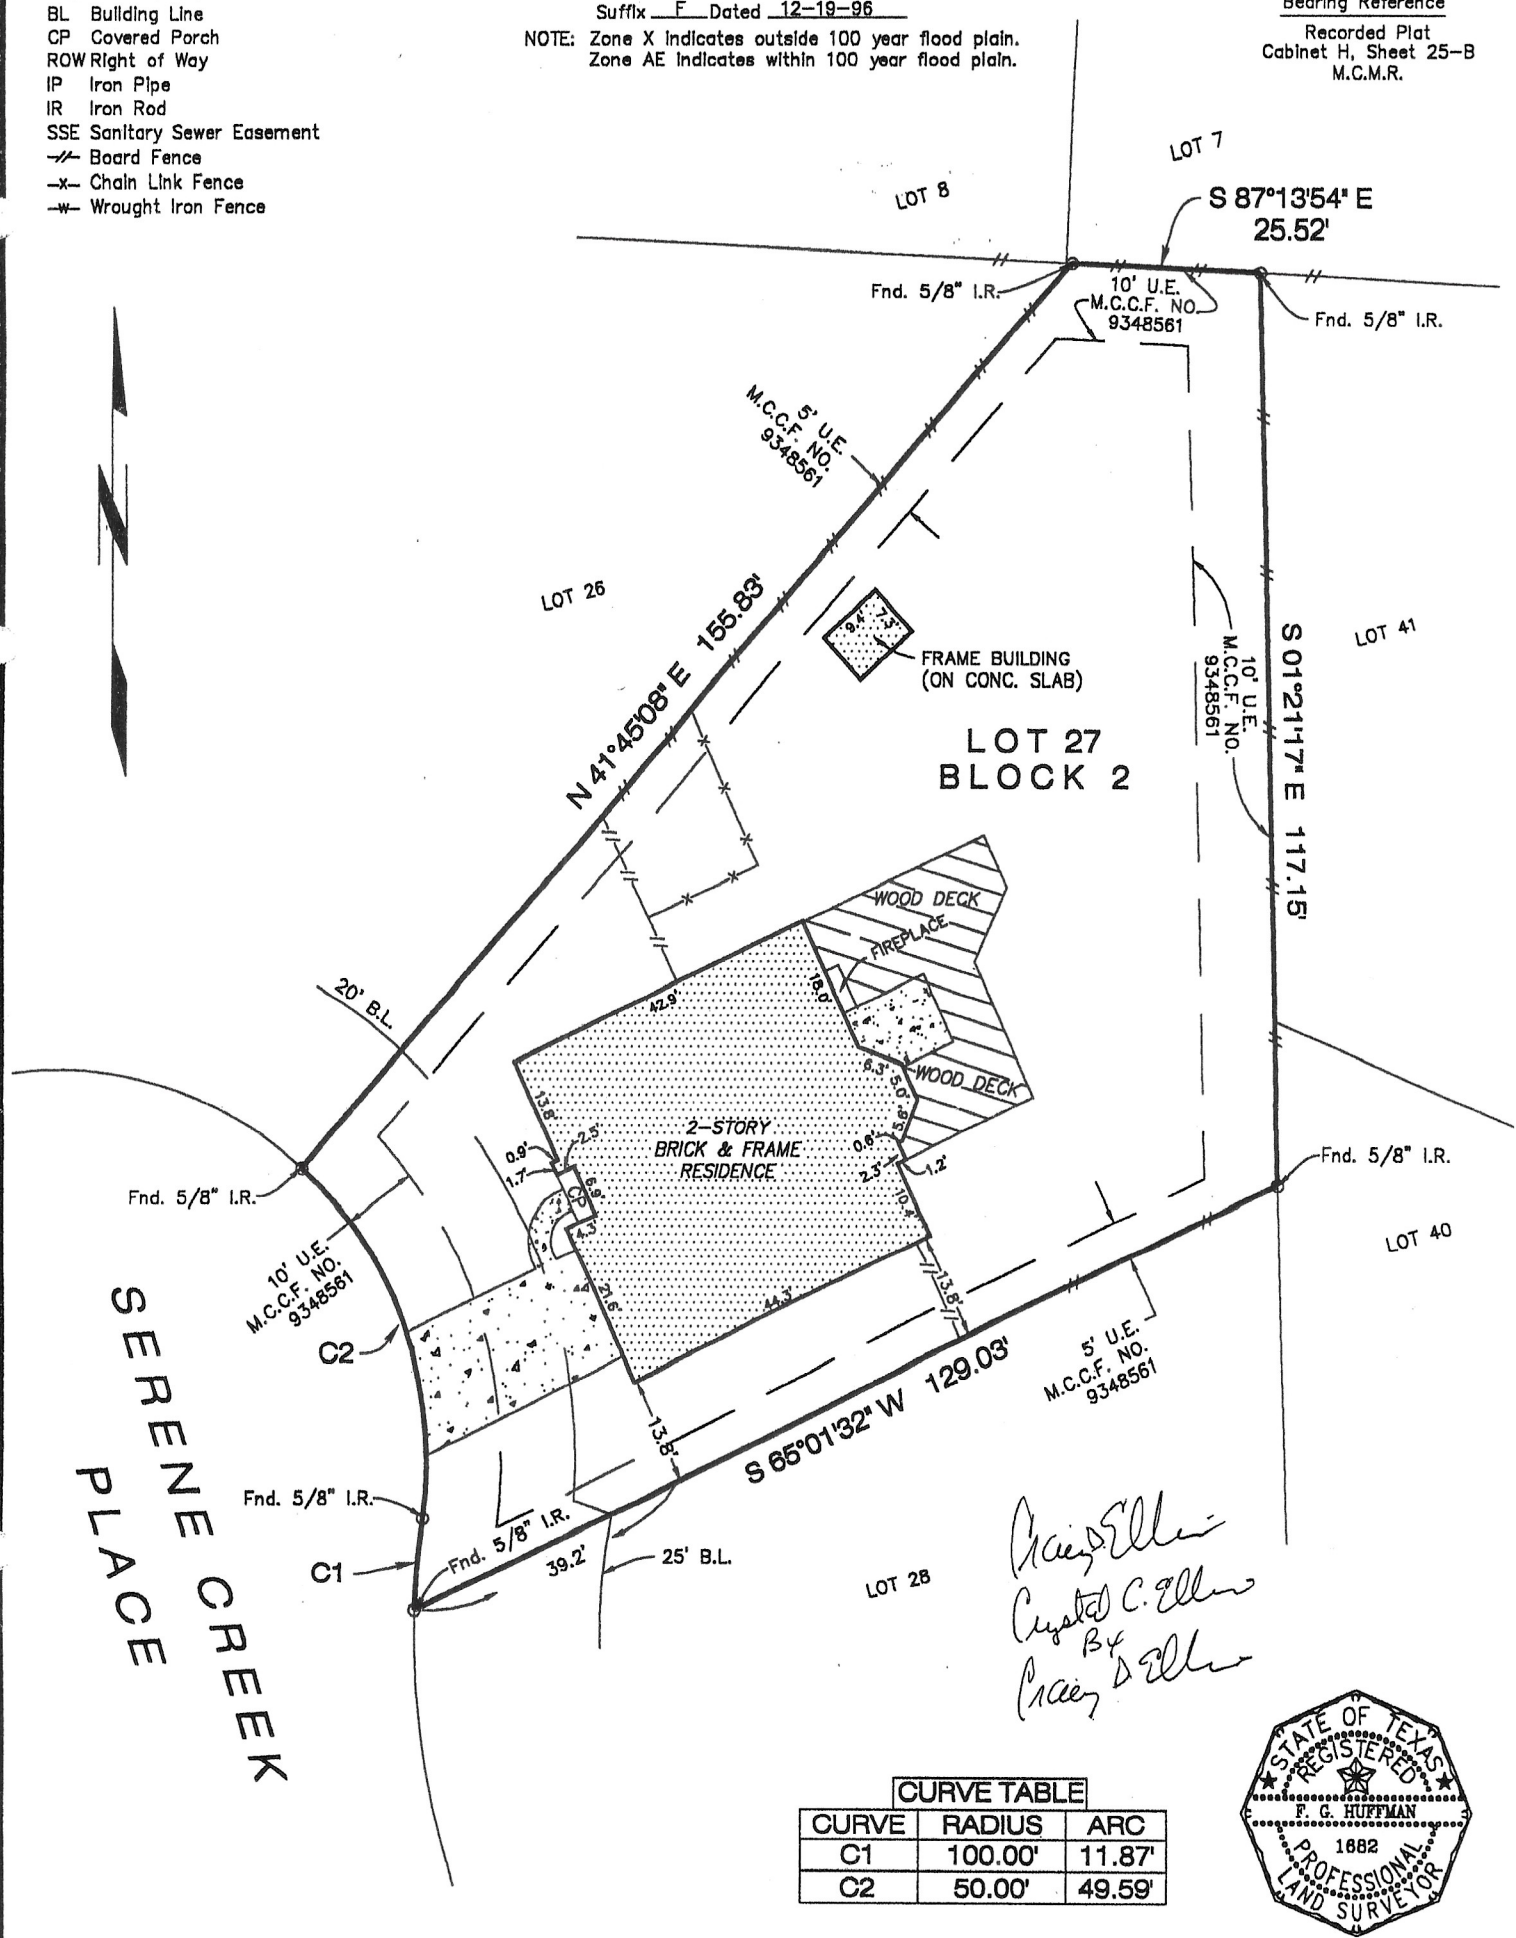 BL Building Line
CP Covered Porch
ROW Right of Way
IP Iron Pipe
IR Iron Rod
SSE Sanitary Sewer Easement
-//- Board Fence
-x- Chain Link Fence
-w- Wrought Iron Fence
Suffix F Dated 12-19-96
NOTE: Zone X indicates outside 100 year flood plain.
Zone AE indicates within 100 year flood plain.
Bearing Reference
Recorded Plat
Cabinet H, Sheet 25-B
M.C.M.R.
LOT 7
LOT 8
S 87°13'54" E
25.52'
Fnd. 5/8" I.R.
10' U.E.
M.C.C.F. NO.
9348561
Fnd. 5/8" I.R.
5' U.E.
M.C.C.F. NO.
9348561
LOT 26
N 41°45'08" E 155.83'
9.4'
7.3'
FRAME BUILDING
(ON CONC. SLAB)
LOT 41
10' U.E.
M.C.C.F. NO.
9348561
S 01°21'17" E 117.15'
LOT 27
BLOCK 2
WOOD DECK
FIREPLACE
18.0'
42.9'
20' B.L.
6.3'
5.0'
WOOD DECK
5.6'
13.8'
2-STORY
BRICK & FRAME
RESIDENCE
0.9'
2.5'
1.7'
6.9'
CP
4.3'
0.6'
2.3'
1.2'
10.4'
Fnd. 5/8" I.R.
Fnd. 5/8" I.R.
LOT 40
10' U.E.
M.C.C.F. NO.
9348561
21.6'
44.3'
13.8'
C2
5' U.E.
M.C.C.F. NO.
9348561
13.8'
S 65°01'32" W 129.03'
SERENE CREEK
PLACE
Fnd. 5/8" I.R.
Fnd. 5/8" I.R.
C1
39.2'
25' B.L.
LOT 28
Craig D. Ellis
Crystal C. Ellis
By
Craig D. Ellis
CURVE TABLE
CURVE RADIUS ARC
C1 100.00' 11.87'
C2 50.00' 49.59'
STATE OF TEXAS
REGISTERED
F. G. HUFFMAN
1682
PROFESSIONAL
LAND SURVEYOR